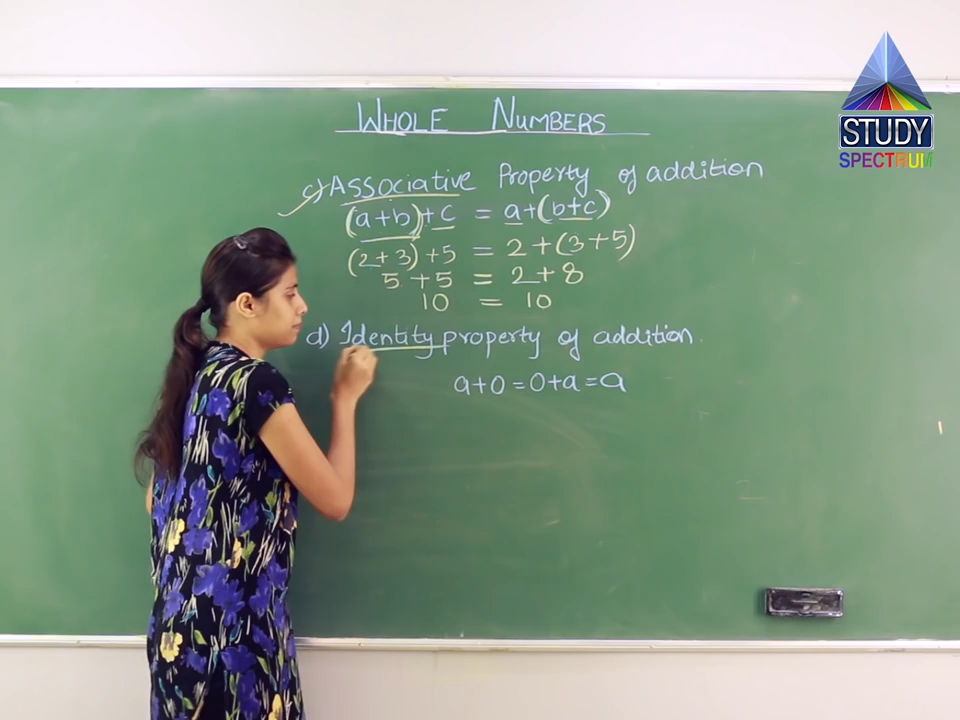 WHOLE NUMBERS
STUDY
SPECTRUM
c) Associative Property of addition
(a+b)+c = a+(b+c)
(2+3)+5 = 2+(3+5)
5+5 = 2+8
10 = 10
d) Identity property of addition.
a+0=0+a=a